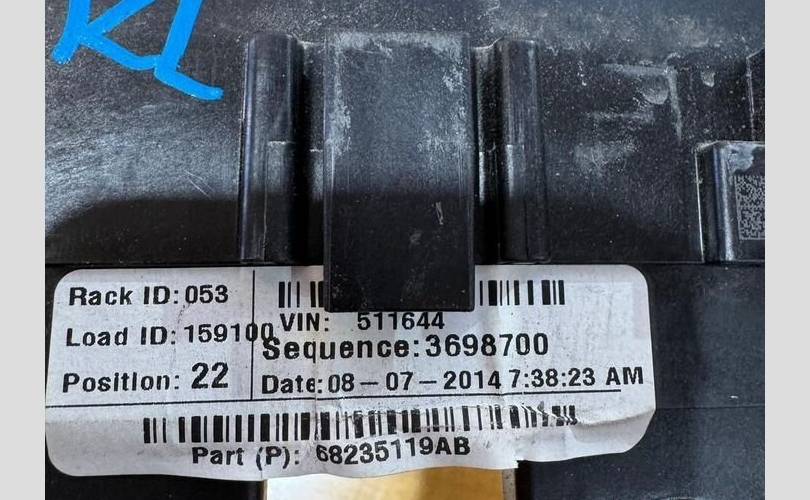 RL
Rack ID: 053
Load ID: 159100
Position: 22
VIN: 511644
Sequence: 3698700
Date: 08-07-2014 7:38:23 AM
Part (P): 68235119AB